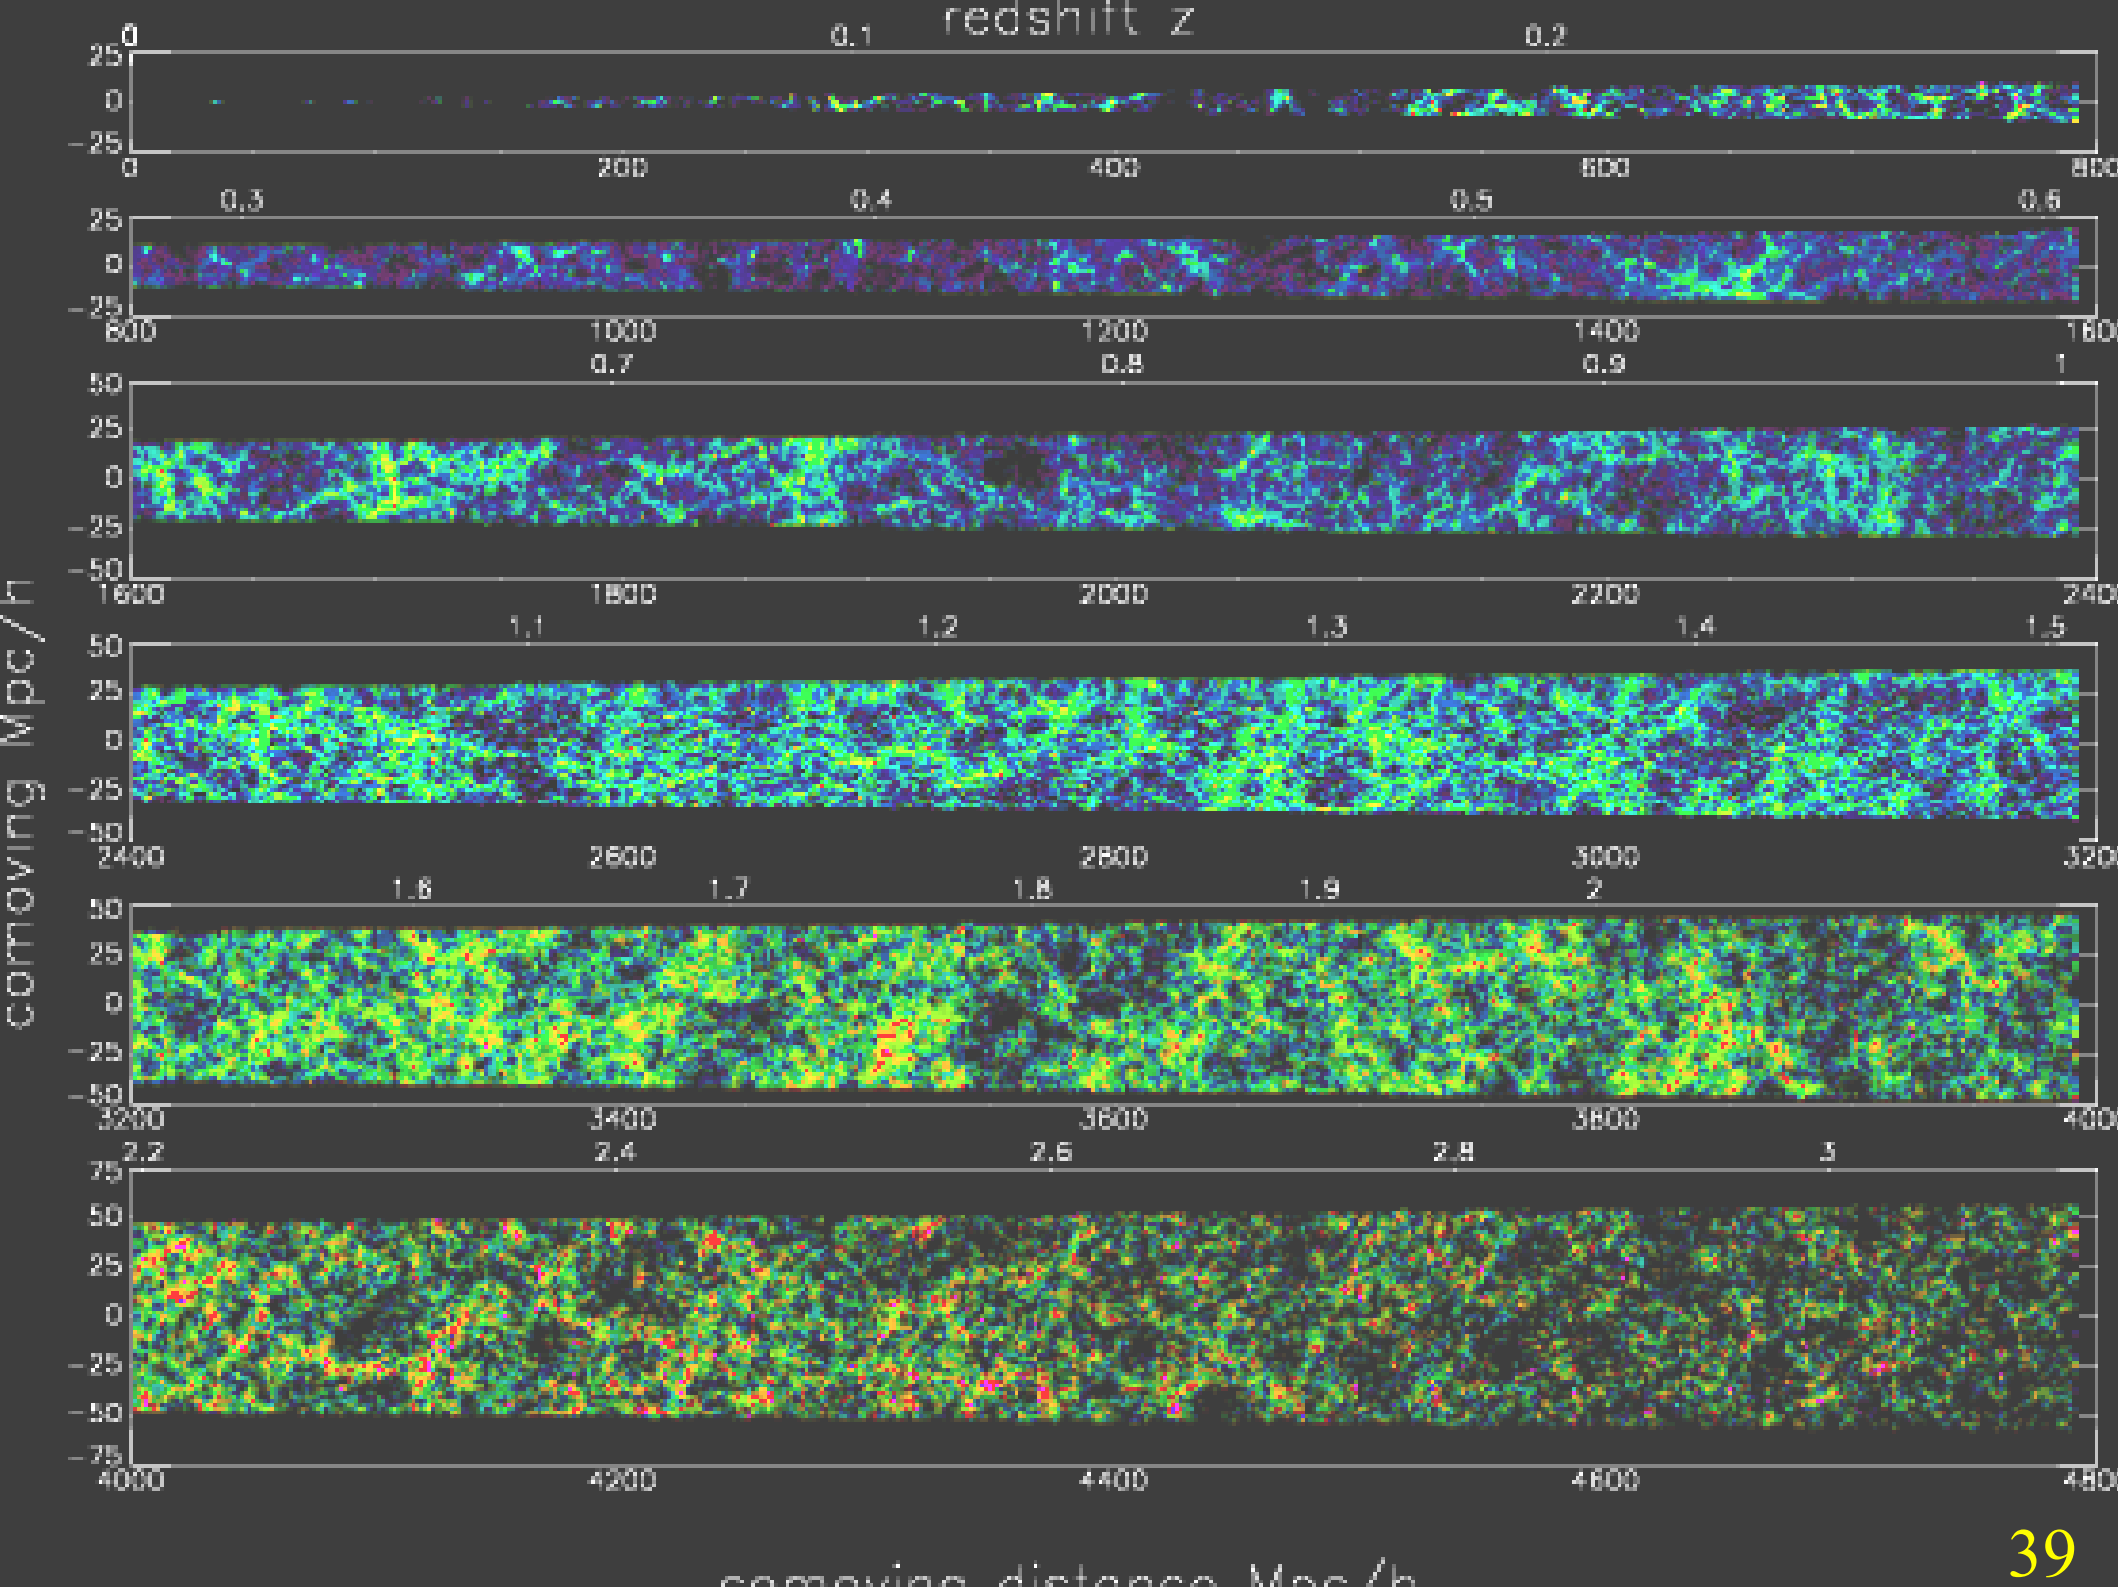 redshift z
0 0.1 0.2
25
0
-25
0 200 400 600 800
0.3 0.4 0.5 0.6
25
0
-25
800 1000 1200 1400 1600
0.7 0.8 0.9 1
50
25
0
-25
-50
1600 1800 2000 2200 2400
1.1 1.2 1.3 1.4 1.5
50
25
0
-25
-50
2400 2600 2800 3000 3200
1.6 1.7 1.8 1.9 2
50
25
0
-25
-50
3200 3400 3600 3800 4000
2.2 2.4 2.6 2.8 3
75
50
25
0
-25
-50
-75
4000 4200 4400 4600 4800
comoving Mpc/h
comoving distance Mpc/h
39